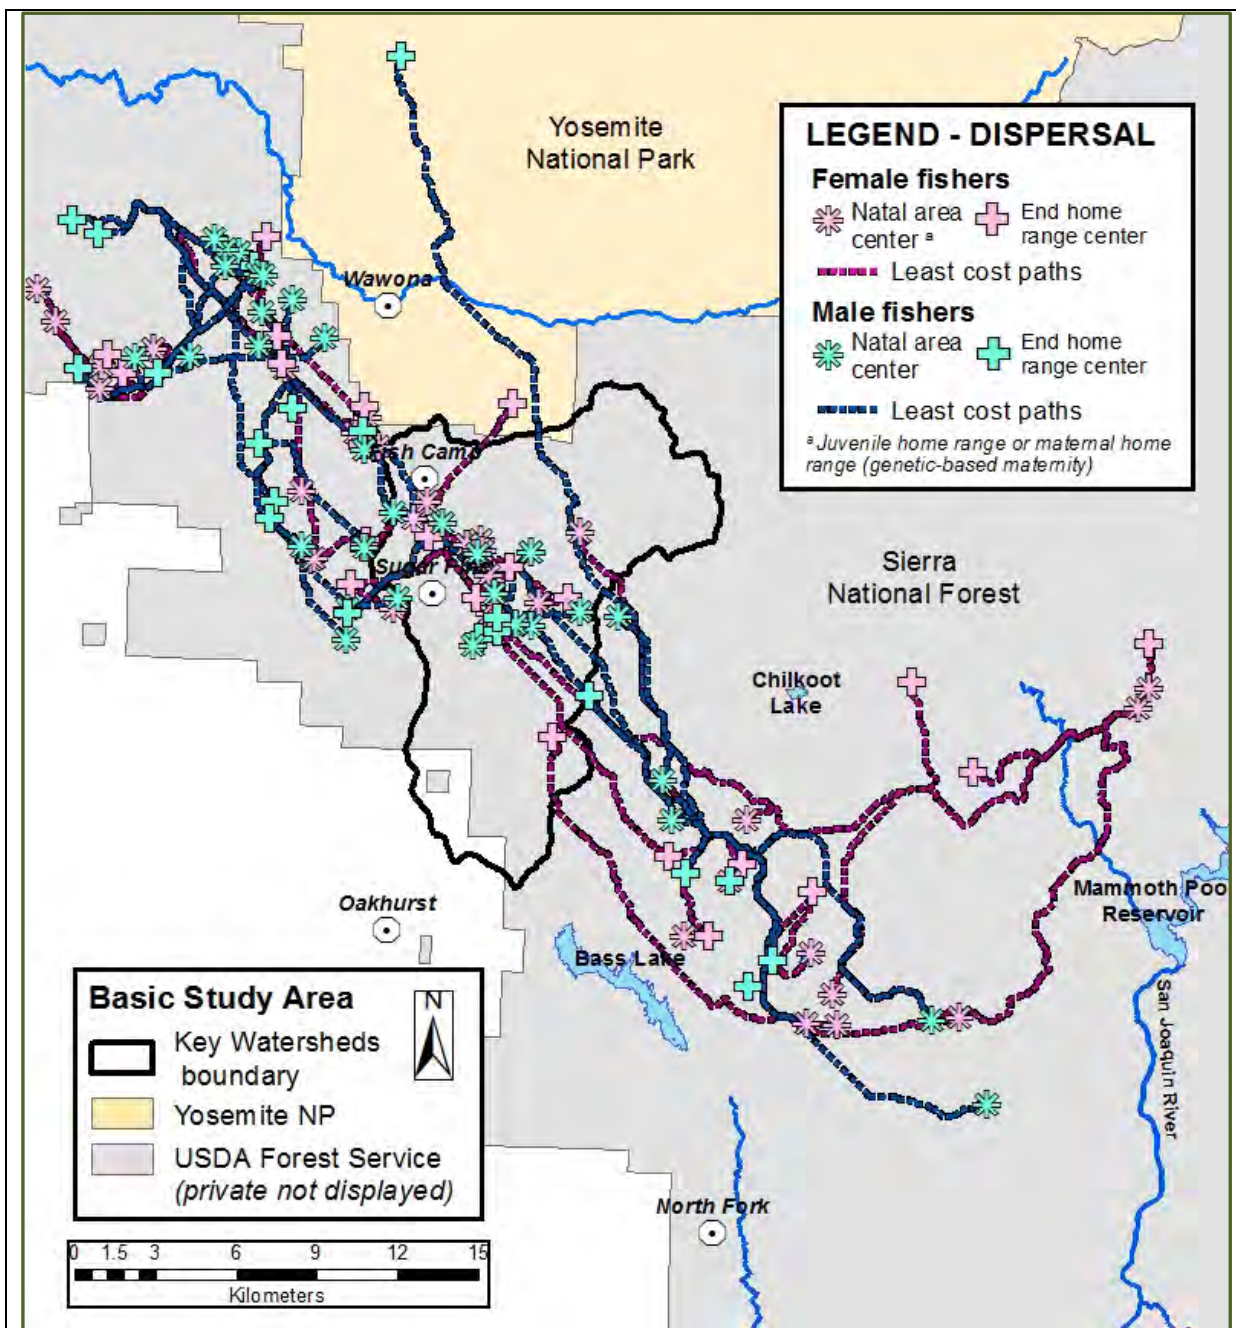 Yosemite
National Park
LEGEND - DISPERSAL
Female fishers
Natal area
center a
End home
range center
Least cost paths
Male fishers
Natal area
center
End home
range center
Least cost paths
a Juvenile home range or maternal home
range (genetic-based maternity)
Wawona
Fish Camp
Sugar Pine
Sierra
National Forest
Chilkoot
Lake
Mammoth Poo
Reservoir
Oakhurst
Bass Lake
San Joaquin River
North Fork
Basic Study Area
N
Key Watersheds
boundary
Yosemite NP
USDA Forest Service
(private not displayed)
0 1.5 3 6 9 12 15
Kilometers